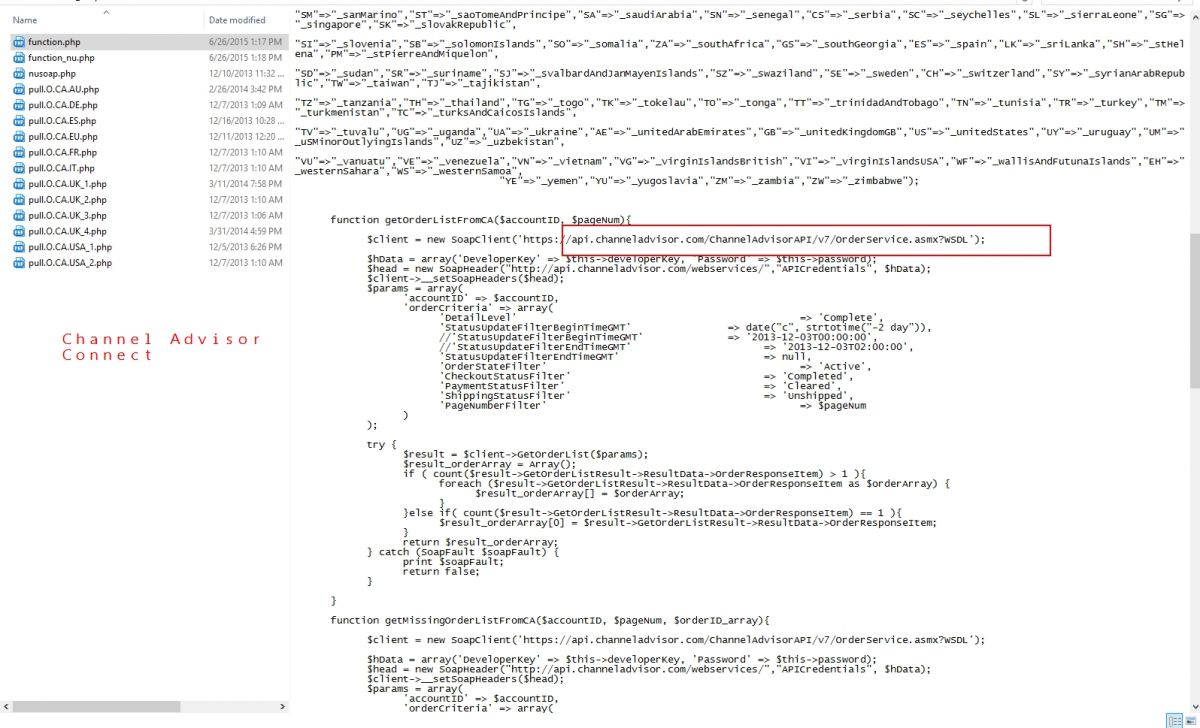 Name Date modified
function.php 6/26/2015 1:17 PM
function_nu.php 6/26/2015 1:18 PM
nusoap.php 12/10/2013 11:32 ...
pull.O.CA.AU.php 2/26/2014 3:42 PM
pull.O.CA.DE.php 12/7/2013 1:09 AM
pull.O.CA.ES.php 12/16/2013 10:28 ...
pull.O.CA.EU.php 12/11/2013 12:20 ...
pull.O.CA.FR.php 12/7/2013 1:10 AM
pull.O.CA.IT.php 12/7/2013 1:10 AM
pull.O.CA.UK_1.php 3/11/2014 7:58 PM
pull.O.CA.UK_2.php 12/7/2013 1:10 AM
pull.O.CA.UK_3.php 12/7/2013 1:06 AM
pull.O.CA.UK_4.php 3/31/2014 4:59 PM
pull.O.CA.USA_1.php 12/5/2013 6:26 PM
pull.O.CA.USA_2.php 12/7/2013 1:10 AM
Channel Advisor
Connect
"SM"=>"_sanMarino","ST"=>"_saoTomeAndPrincipe","SA"=>"_saudiArabia","SN"=>"_senegal","CS"=>"_serbia","SC"=>"_seychelles","SL"=>"_sierraLeone","SG"=>
"_singapore","SK"=>"_slovakRepublic",
"SI"=>"_slovenia","SB"=>"_solomonIslands","SO"=>"_somalia","ZA"=>"_southAfrica","GS"=>"_southGeorgia","ES"=>"_spain","LK"=>"_sriLanka","SH"=>"_stHel
ena","PM"=>"_stPierreAndMiquelon",
"SD"=>"_sudan","SR"=>"_suriname","SJ"=>"_svalbardAndJanMayenIslands","SZ"=>"_swaziland","SE"=>"_sweden","CH"=>"_switzerland","SY"=>"_syrianArabRepub
lic","TW"=>"_taiwan","TJ"=>"_tajikistan",
"TZ"=>"_tanzania","TH"=>"_thailand","TG"=>"_togo","TK"=>"_tokelau","TO"=>"_tonga","TT"=>"_trinidadAndTobago","TN"=>"_tunisia","TR"=>"_turkey","TM"=>
"_turkmenistan","TC"=>"_turksAndCaicosIslands",
"TV"=>"_tuvalu","UG"=>"_uganda","UA"=>"_ukraine","AE"=>"_unitedArabEmirates","GB"=>"_unitedKingdomGB","US"=>"_unitedStates","UY"=>"_uruguay","UM"=>"
_uSMinorOutlyingIslands","UZ"=>"_uzbekistan",
"VU"=>"_vanuatu","VE"=>"_venezuela","VN"=>"_vietnam","VG"=>"_virginIslandsBritish","VI"=>"_virginIslandsUSA","WF"=>"_wallisAndFutunaIslands","EH"=>"
_westernSahara","WS"=>"_westernSamoa",
"YE"=>"_yemen","YU"=>"_yugoslavia","ZM"=>"_zambia","ZW"=>"_zimbabwe");
function getOrderListFromCA($accountID, $pageNum){
$client = new SoapClient('https://api.channeladvisor.com/ChannelAdvisorAPI/v7/OrderService.asmx?WSDL');
$hData = array('DeveloperKey' => $this->developerKey, 'Password' => $this->password);
$head = new SoapHeader("http://api.channeladvisor.com/webservices/","APICredentials", $hData);
$client->__setSoapHeaders($head);
$params = array(
'accountID' => $accountID,
'orderCriteria' => array(
'DetailLevel' => 'Complete',
'StatusUpdateFilterBeginTimeGMT' => date("c", strtotime("-2 day")),
//'StatusUpdateFilterBeginTimeGMT' => '2013-12-03T00:00:00',
//'StatusUpdateFilterEndTimeGMT' => '2013-12-03T02:00:00',
'StatusUpdateFilterEndTimeGMT' => null,
'OrderStateFilter' => 'Active',
'CheckoutStatusFilter' => 'Completed',
'PaymentStatusFilter' => 'Cleared',
'ShippingStatusFilter' => 'Unshipped',
'PageNumberFilter' => $pageNum
)
);
try {
$result = $client->GetOrderList($params);
$result_orderArray = Array();
if ( count($result->GetOrderListResult->ResultData->OrderResponseItem) > 1 ){
foreach ($result->GetOrderListResult->ResultData->OrderResponseItem as $orderArray) {
$result_orderArray[] = $orderArray;
}
}else if( count($result->GetOrderListResult->ResultData->OrderResponseItem) == 1 ){
$result_orderArray[0] = $result->GetOrderListResult->ResultData->OrderResponseItem;
}
return $result_orderArray;
} catch (SoapFault $soapFault) {
print $soapFault;
return false;
}
}
function getMissingOrderListFromCA($accountID, $pageNum, $orderID_array){
$client = new SoapClient('https://api.channeladvisor.com/ChannelAdvisorAPI/v7/OrderService.asmx?WSDL');
$hData = array('DeveloperKey' => $this->developerKey, 'Password' => $this->password);
$head = new SoapHeader("http://api.channeladvisor.com/webservices/","APICredentials", $hData);
$client->__setSoapHeaders($head);
$params = array(
'accountID' => $accountID,
'orderCriteria' => array(